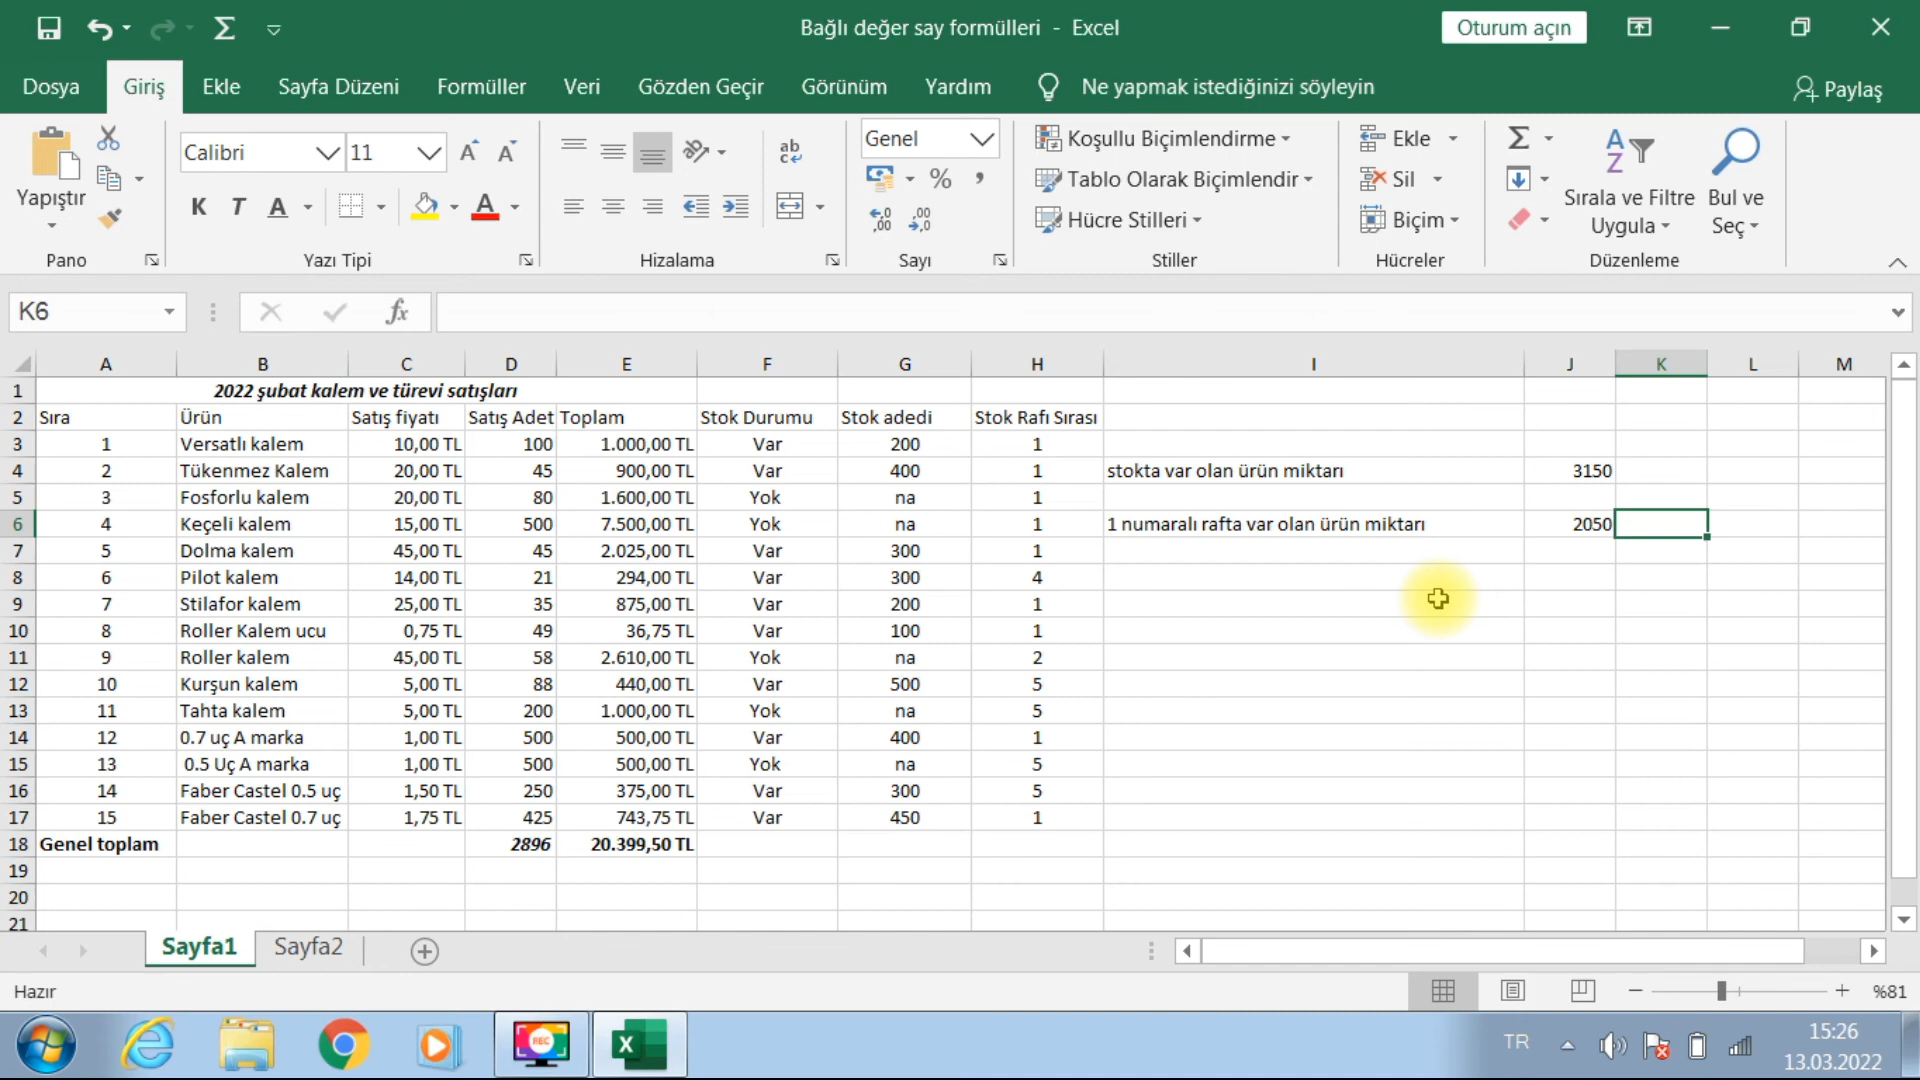 Bağlı değer say formülleri - Excel
Oturum açın
Dosya Giriş Ekle Sayfa Düzeni Formüller Veri Gözden Geçir Görünüm Yardım Ne yapmak istediğinizi söyleyin Paylaş
Yapıştır
Calibri 11
K T A A
Genel
% 
Koşullu Biçimlendirme
Tablo Olarak Biçimlendir
Hücre Stilleri
Ekle
Sil
Biçim
Sırala ve Filtre Uygula
Bul ve Seç
Pano Yazı Tipi Hizalama Sayı Stiller Hücreler Düzenleme
K6 fx
A B C D E F G H I J K L M
1 2022 şubat kalem ve türevi satışları
2 Sıra Ürün Satış fiyatı Satış Adet Toplam Stok Durumu Stok adedi Stok Rafı Sırası
3 1 Versatlı kalem 10,00 TL 100 1.000,00 TL Var 200 1
4 2 Tükenmez Kalem 20,00 TL 45 900,00 TL Var 400 1 stokta var olan ürün miktarı 3150
5 3 Fosforlu kalem 20,00 TL 80 1.600,00 TL Yok na 1
6 4 Keçeli kalem 15,00 TL 500 7.500,00 TL Yok na 1 1 numaralı rafta var olan ürün miktarı 2050
7 5 Dolma kalem 45,00 TL 45 2.025,00 TL Var 300 1
8 6 Pilot kalem 14,00 TL 21 294,00 TL Var 300 4
9 7 Stilafor kalem 25,00 TL 35 875,00 TL Var 200 1
10 8 Roller Kalem ucu 0,75 TL 49 36,75 TL Var 100 1
11 9 Roller kalem 45,00 TL 58 2.610,00 TL Yok na 2
12 10 Kurşun kalem 5,00 TL 88 440,00 TL Var 500 5
13 11 Tahta kalem 5,00 TL 200 1.000,00 TL Yok na 5
14 12 0.7 uç A marka 1,00 TL 500 500,00 TL Var 400 1
15 13 0.5 Uç A marka 1,00 TL 500 500,00 TL Yok na 5
16 14 Faber Castel 0.5 uç 1,50 TL 250 375,00 TL Var 300 5
17 15 Faber Castel 0.7 uç 1,75 TL 425 743,75 TL Var 450 1
18 Genel toplam 2896 20.399,50 TL
19
20
21
Sayfa1 Sayfa2
Hazır %81
REC
TR 15:26
13.03.2022